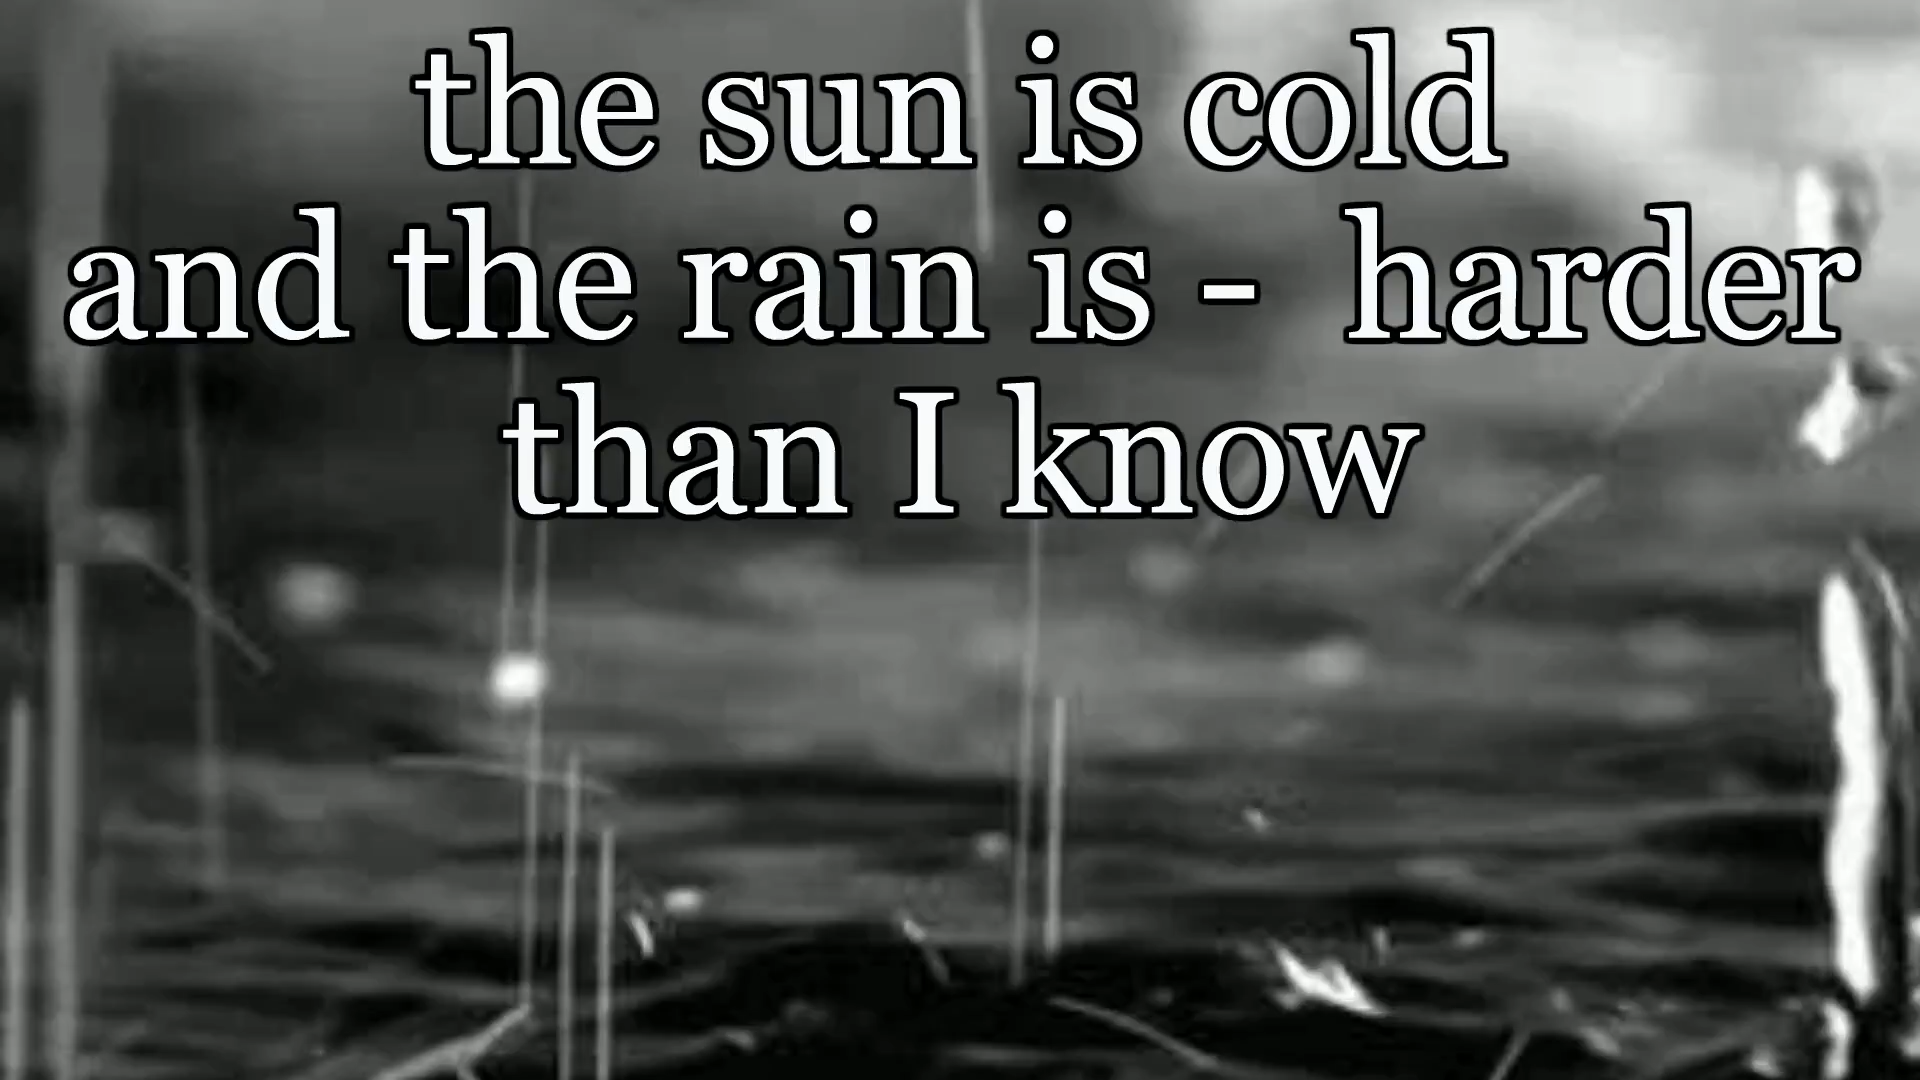 the sun is cold
and the rain is -  harder
than I know